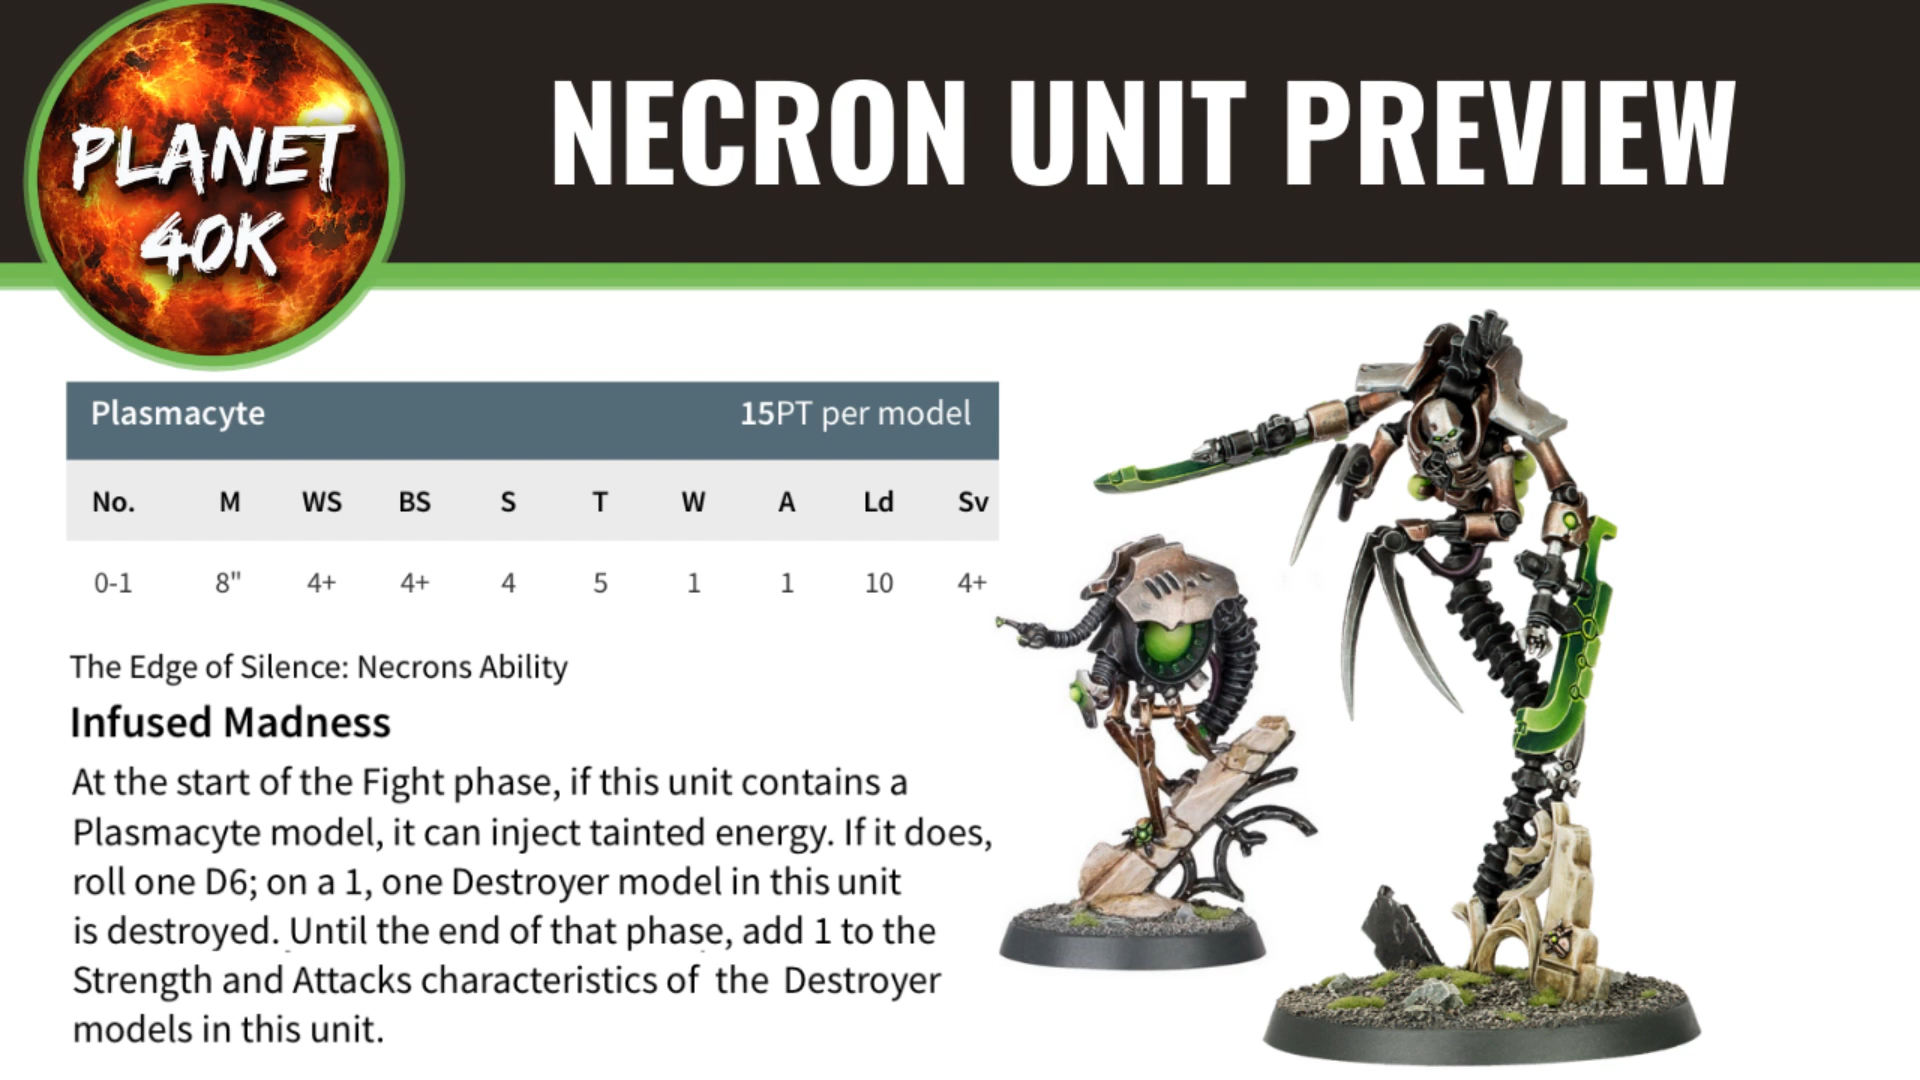 PLANET
40K
NECRON UNIT PREVIEW
Plasmacyte 15PT per model
No. M WS BS S T W A Ld Sv
0-1 8" 4+ 4+ 4 5 1 1 10 4+
The Edge of Silence: Necrons Ability
Infused Madness
At the start of the Fight phase, if this unit contains a
Plasmacyte model, it can inject tainted energy. If it does,
roll one D6; on a 1, one Destroyer model in this unit
is destroyed. Until the end of that phase, add 1 to the
Strength and Attacks characteristics of the Destroyer
models in this unit.